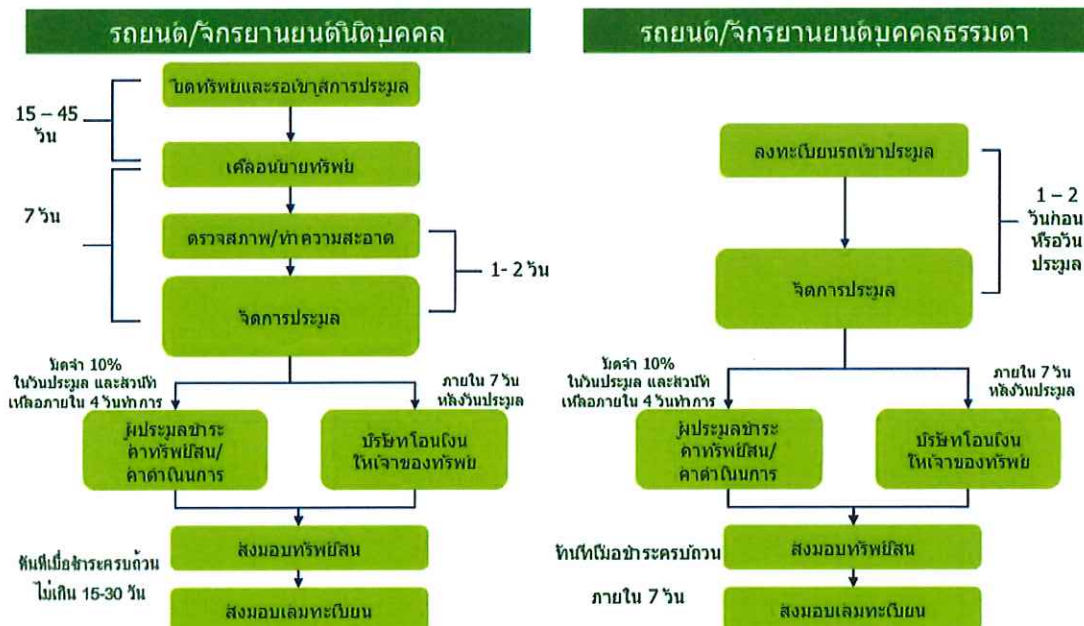 รถยนต์/จักรยานยนต์นิติบุคคล
ยึดทรัพย์และรอเข้าสู่การประมูล
15 – 45
วัน
เคลื่อนย้ายทรัพย์
7 วัน
ตรวจสภาพ/ทำความสะอาด
1- 2 วัน
จัดการประมูล
มัดจำ 10%
ในวันประมูล และส่วนที่
เหลือภายใน 4 วันทำการ
ภายใน 7 วัน
หลังวันประมูล
ผู้ประมูลชำระ
ค่าทรัพย์สิน/
ค่าดำเนินการ
บริษัทโอนเงิน
ให้เจ้าของทรัพย์
ส่งมอบทรัพย์สิน
ทันทีเมื่อชำระครบถ้วน
ไม่เกิน 15-30 วัน
ส่งมอบเล่มทะเบียน
รถยนต์/จักรยานยนต์บุคคลธรรมดา
ลงทะเบียนรถเข้าประมูล
1 – 2
วันก่อน
หรือวัน
ประมูล
จัดการประมูล
มัดจำ 10%
ในวันประมูล และส่วนที่
เหลือภายใน 4 วันทำการ
ภายใน 7 วัน
หลังวันประมูล
ผู้ประมูลชำระ
ค่าทรัพย์สิน/
ค่าดำเนินการ
บริษัทโอนเงิน
ให้เจ้าของทรัพย์
ส่งมอบทรัพย์สิน
ทันทีเมื่อชำระครบถ้วน
ภายใน 7 วัน
ส่งมอบเล่มทะเบียน